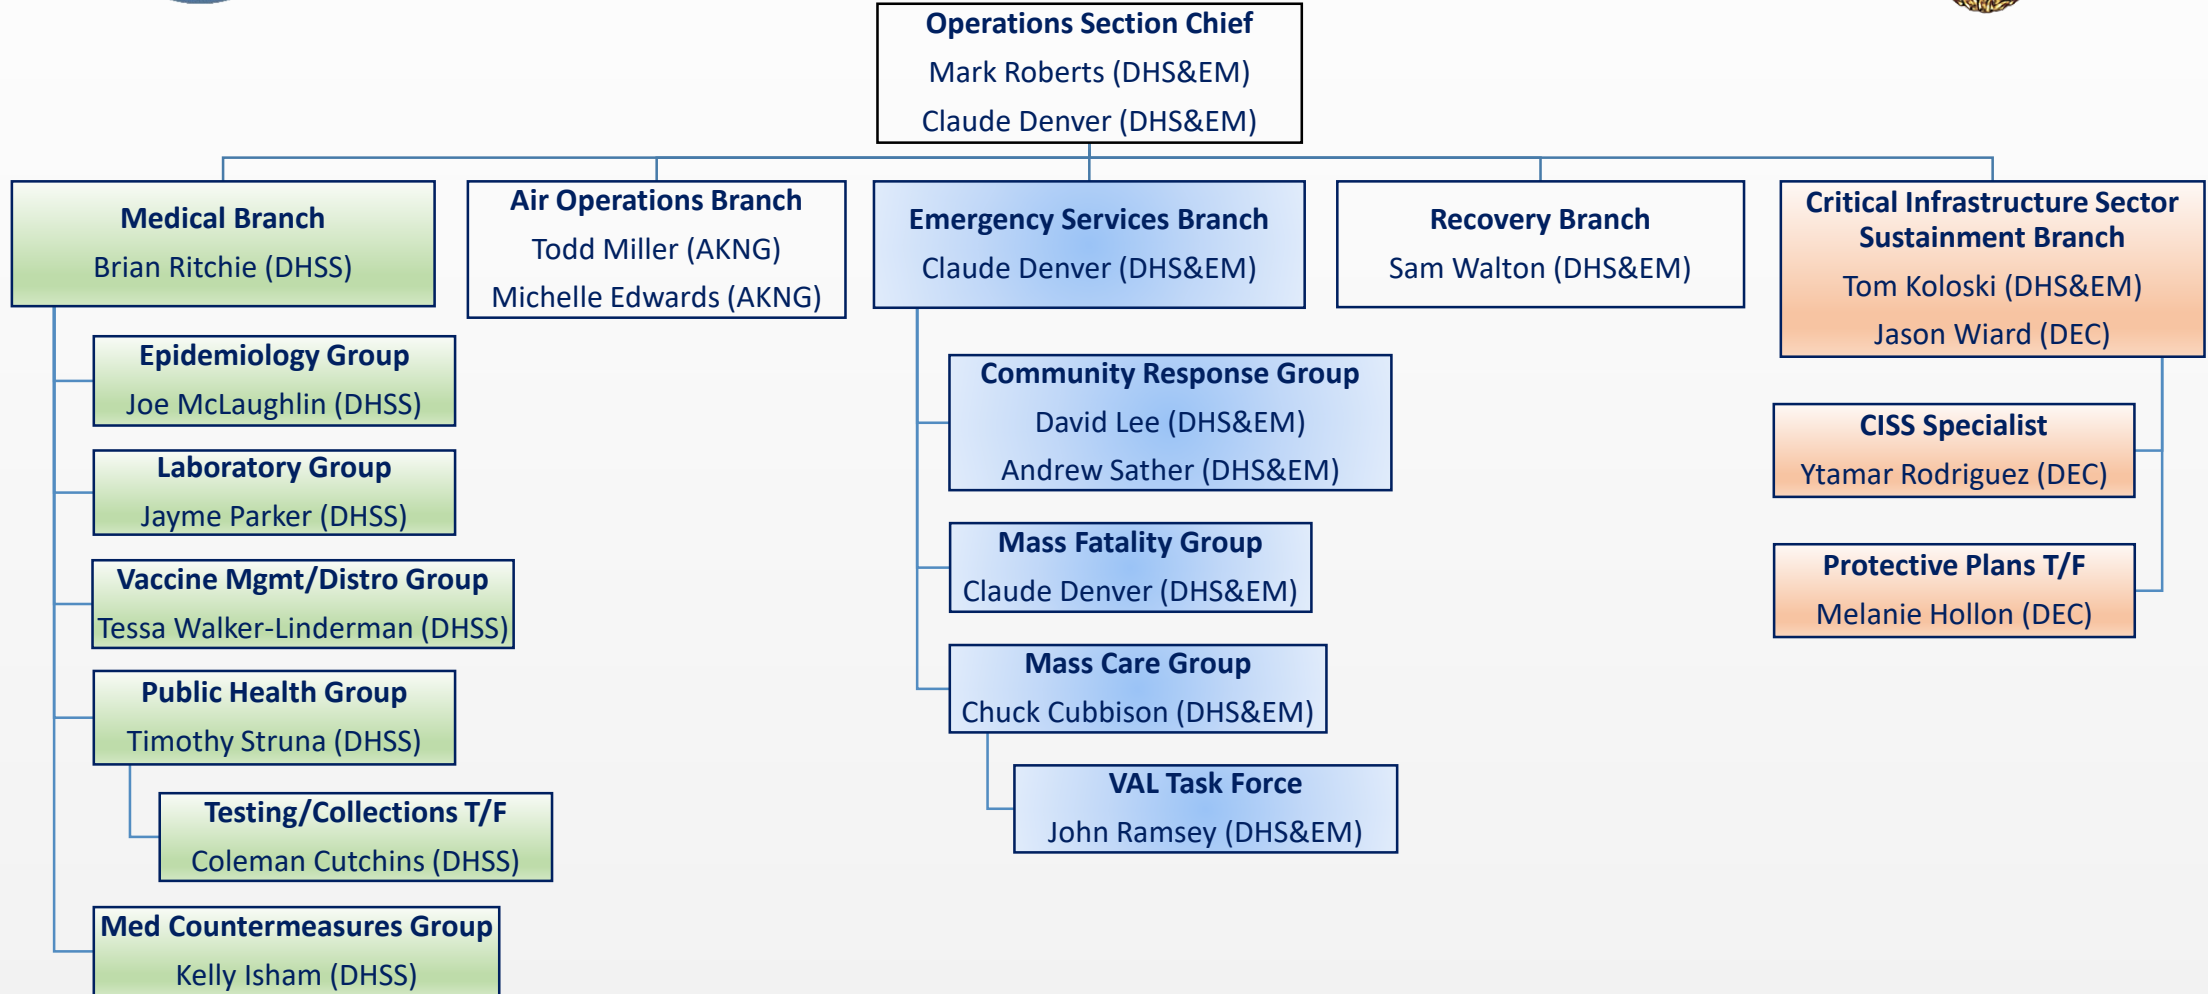 Operations Section Chief
Mark Roberts (DHS&EM)
Claude Denver (DHS&EM)
Medical Branch
Brian Ritchie (DHSS)
Epidemiology Group
Joe McLaughlin (DHSS)
Laboratory Group
Jayme Parker (DHSS)
Vaccine Mgmt/Distro Group
Tessa Walker-Linderman (DHSS)
Public Health Group
Timothy Struna (DHSS)
Testing/Collections T/F
Coleman Cutchins (DHSS)
Med Countermeasures Group
Kelly Isham (DHSS)
Air Operations Branch
Todd Miller (AKNG)
Michelle Edwards (AKNG)
Emergency Services Branch
Claude Denver (DHS&EM)
Community Response Group
David Lee (DHS&EM)
Andrew Sather (DHS&EM)
Mass Fatality Group
Claude Denver (DHS&EM)
Mass Care Group
Chuck Cubbison (DHS&EM)
VAL Task Force
John Ramsey (DHS&EM)
Recovery Branch
Sam Walton (DHS&EM)
Critical Infrastructure Sector
Sustainment Branch
Tom Koloski (DHS&EM)
Jason Wiard (DEC)
CISS Specialist
Ytamar Rodriguez (DEC)
Protective Plans T/F
Melanie Hollon (DEC)